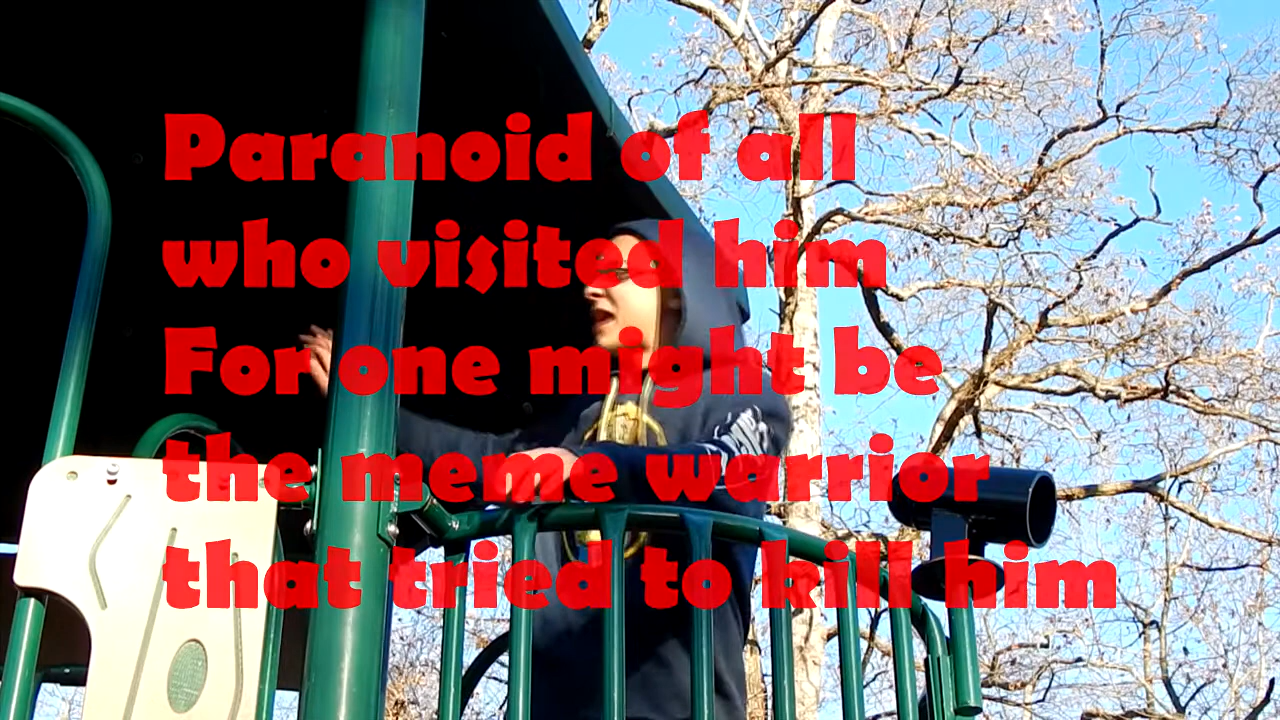 Paranoid of all
who visited him
For one might be
the meme warrior
that tried to kill him